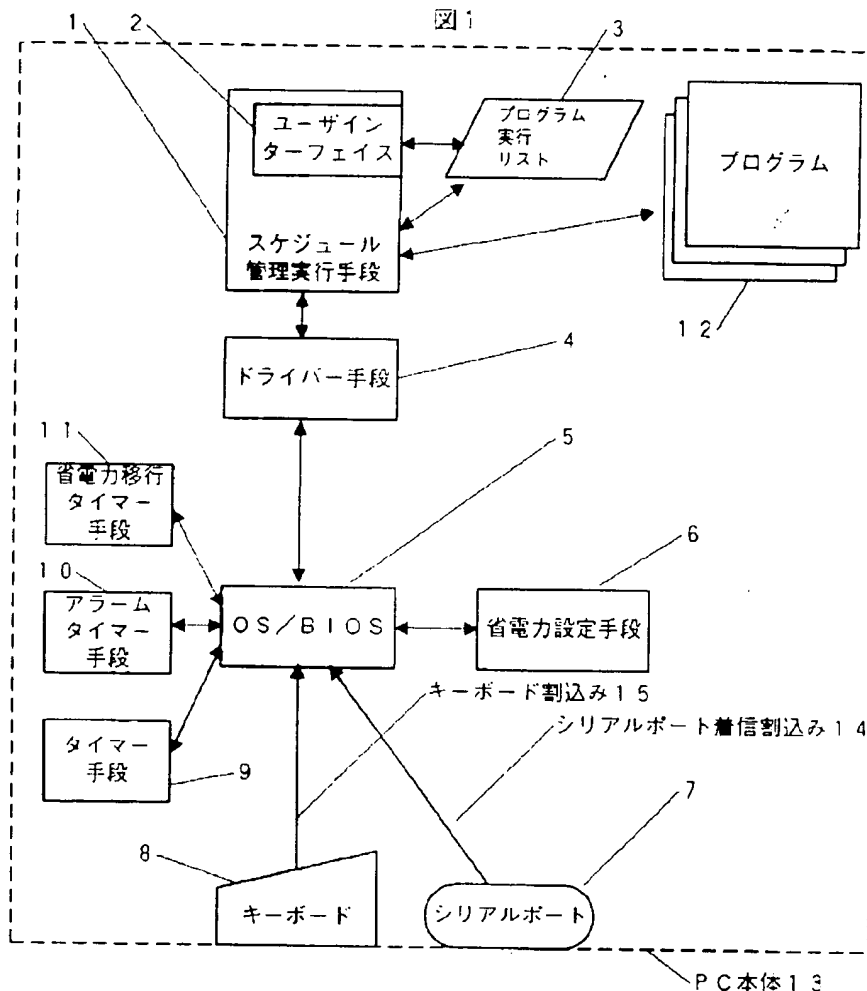 図1
1
2
3
ユーザイン
ターフェイス
プログラム
実行
リスト
プログラム
スケジュール
管理実行手段
12
4
ドライバー手段
11
省電力移行
タイマー
手段
5
6
10
アラーム
タイマー
手段
OS/BIOS
省電力設定手段
キーボード割込み15
シリアルポート着信割込み14
タイマー
手段
9
7
8
キーボード
シリアルポート
PC本体13